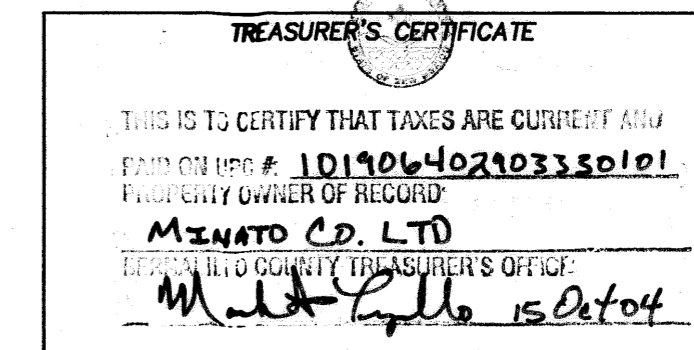 TREASURER'S CERTIFICATE
THIS IS TO CERTIFY THAT TAXES ARE CURRENT AND
PAID ON UPC #: 101906402903330101
PROPERTY OWNER OF RECORD:
MINATO CO. LTD
BERNALILLO COUNTY TREASURER'S OFFICE:
15 Oct 04